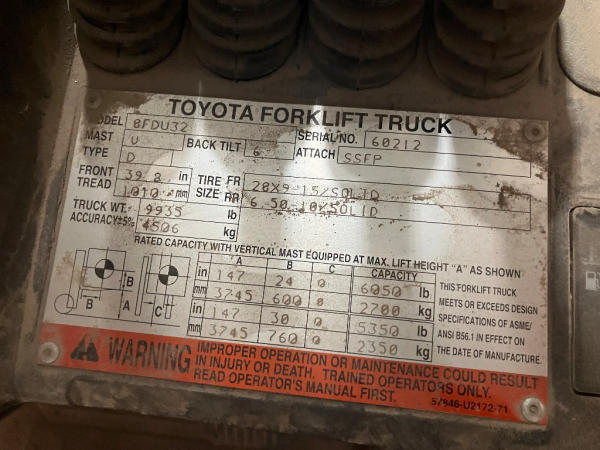 TOYOTA FORKLIFT TRUCK
MODEL 8FDU32 SERIAL NO. 60212
MAST V BACK TILT 6 ATTACH SSFP
TYPE D
FRONT TREAD 39.8 in 1010 mm
TIRE SIZE FR 28X9-15/SOLID
RR 6.50-10/SOLID
TRUCK WT. 9935 lb
ACCURACY±5% 4506 kg
RATED CAPACITY WITH VERTICAL MAST EQUIPPED AT MAX. LIFT HEIGHT "A" AS SHOWN
A B C CAPACITY
in 147 24 0 6050 lb
mm 3745 600 0 2700 kg
in 147 30 0 5350 lb
mm 3745 760 0 2350 kg
B A B C
THIS FORKLIFT TRUCK
MEETS OR EXCEEDS DESIGN
SPECIFICATIONS OF ASME/
ANSI B56.1 IN EFFECT ON
THE DATE OF MANUFACTURE.
WARNING
IMPROPER OPERATION OR MAINTENANCE COULD RESULT
IN INJURY OR DEATH. TRAINED OPERATORS ONLY.
READ OPERATOR'S MANUAL FIRST.
57846-U2172-71